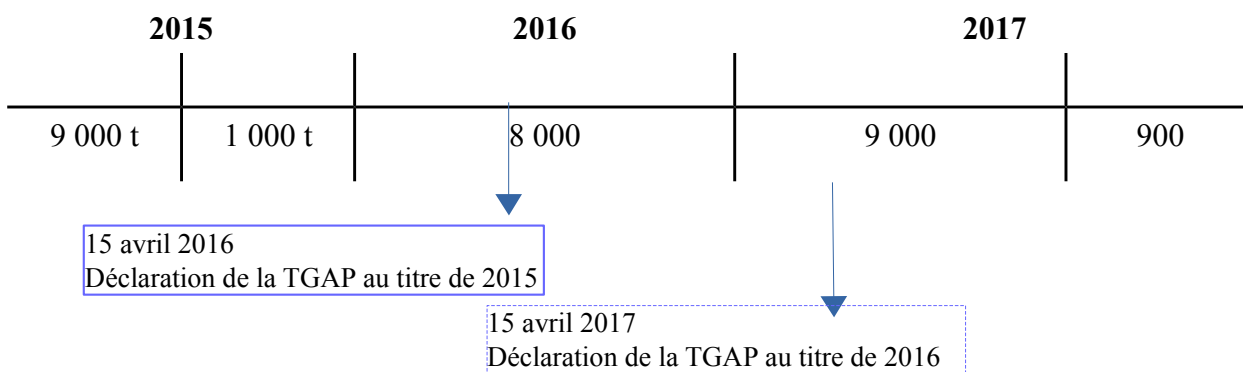 2015 2016 2017
9 000 t 1 000 t 8 000 9 000 900
15 avril 2016
Déclaration de la TGAP au titre de 2015
15 avril 2017
Déclaration de la TGAP au titre de 2016